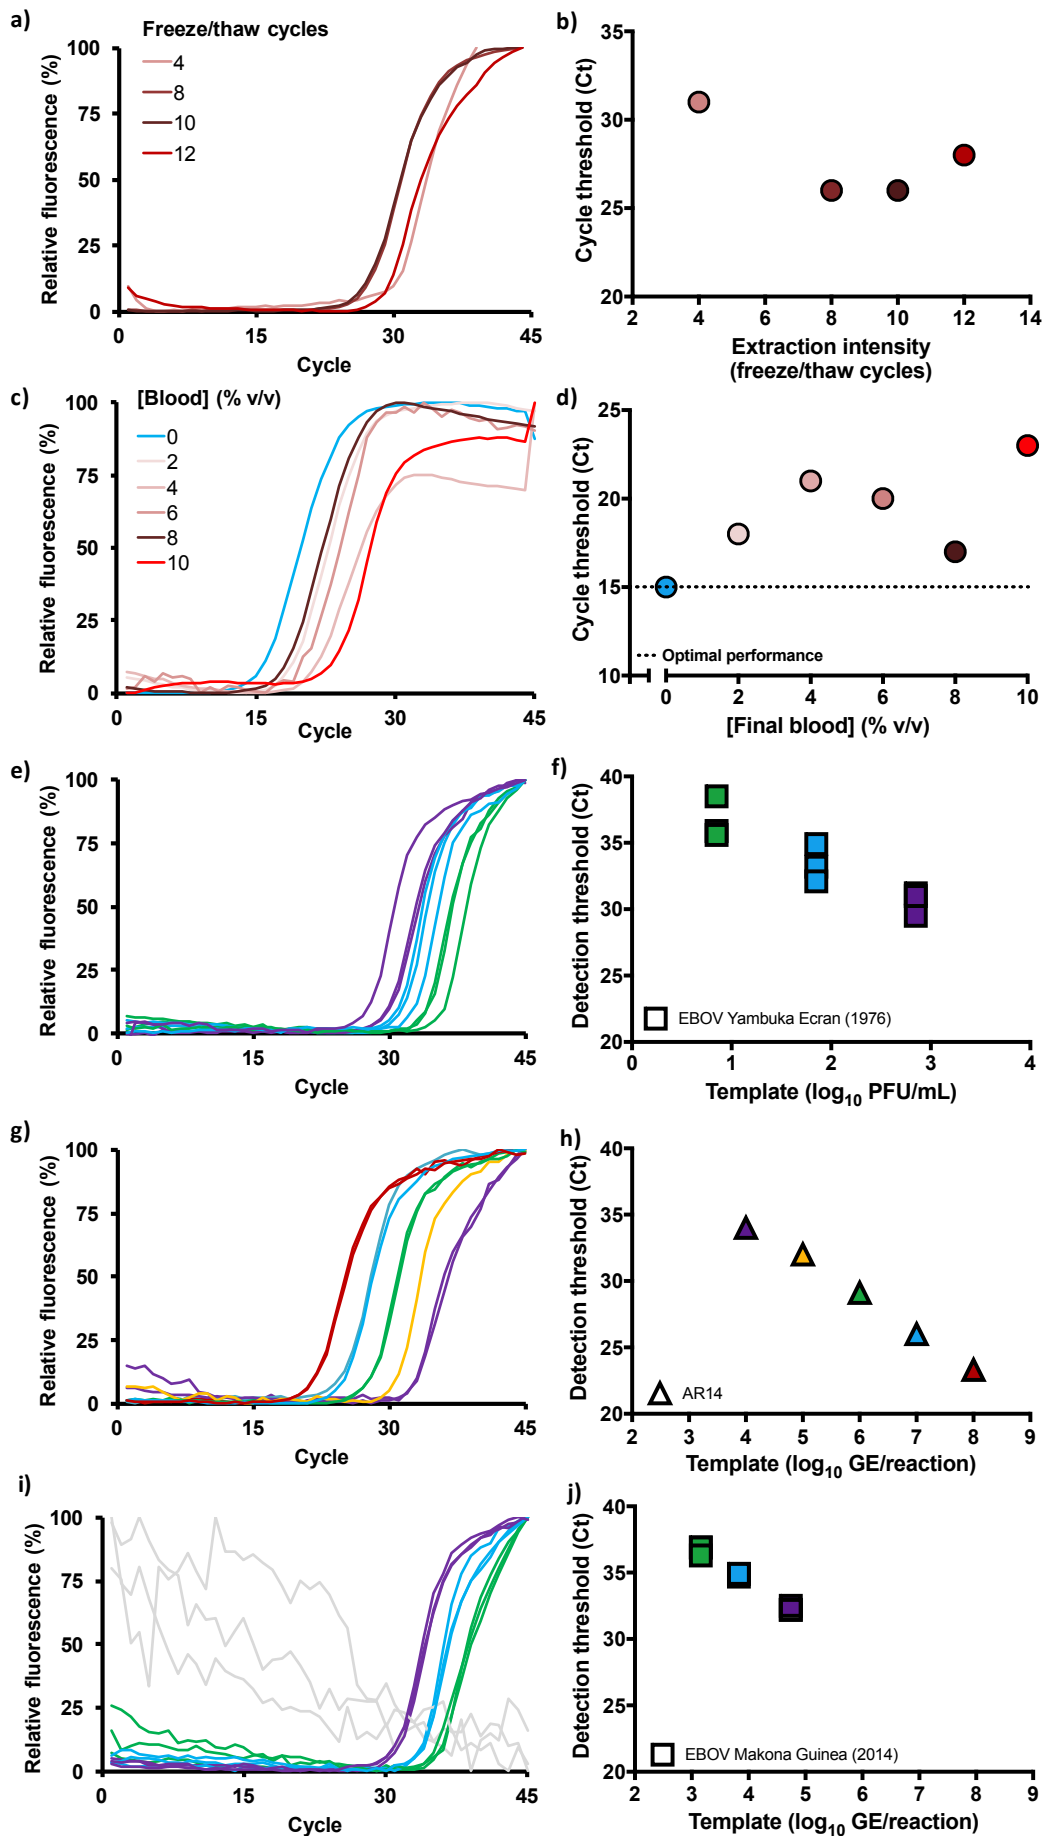 a)
Freeze/thaw cycles
4
8
10
12
Relative fluorescence (%)
100
75
50
25
0
0 15 30 45
Cycle
b)
Cycle threshold (Ct)
35
30
25
20
2 4 6 8 10 12 14
Extraction intensity
(freeze/thaw cycles)
c)
[Blood] (% v/v)
0
2
4
6
8
10
Relative fluorescence (%)
100
75
50
25
0
0 15 30 45
Cycle
d)
Cycle threshold (Ct)
25
20
15
10
Optimal performance
0 2 4 6 8 10
[Final blood] (% v/v)
e)
Relative fluorescence (%)
100
75
50
25
0
0 15 30 45
Cycle
f)
Detection threshold (Ct)
40
35
30
25
20
EBOV Yambuka Ecran (1976)
0 1 2 3 4
Template (log10 PFU/mL)
g)
Relative fluorescence (%)
100
75
50
25
0
0 15 30 45
Cycle
h)
Detection threshold (Ct)
40
35
30
25
20
AR14
2 3 4 5 6 7 8 9
Template (log10 GE/reaction)
i)
Relative fluorescence (%)
100
75
50
25
0
0 15 30 45
Cycle
j)
Detection threshold (Ct)
40
35
30
25
20
EBOV Makona Guinea (2014)
2 3 4 5 6 7 8 9
Template (log10 GE/reaction)